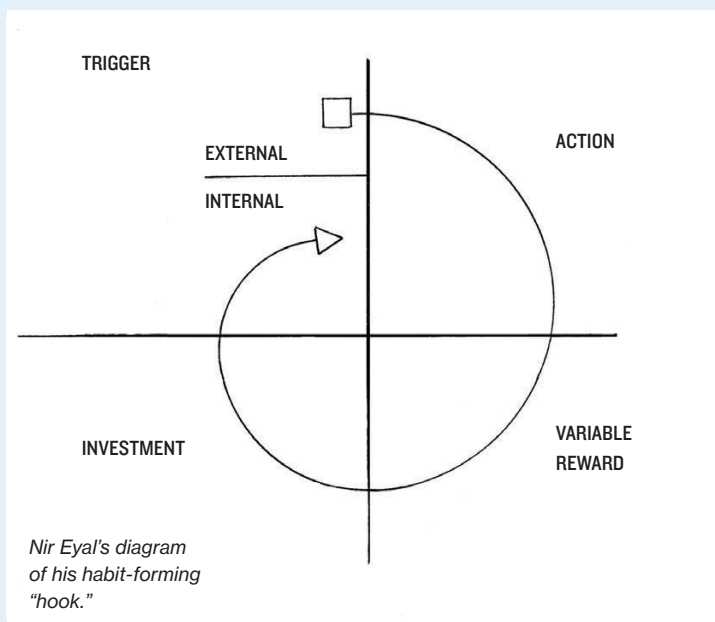 TRIGGER
ACTION
EXTERNAL
INTERNAL
INVESTMENT
VARIABLE
REWARD
Nir Eyal’s diagram
of his habit-forming
“hook.”